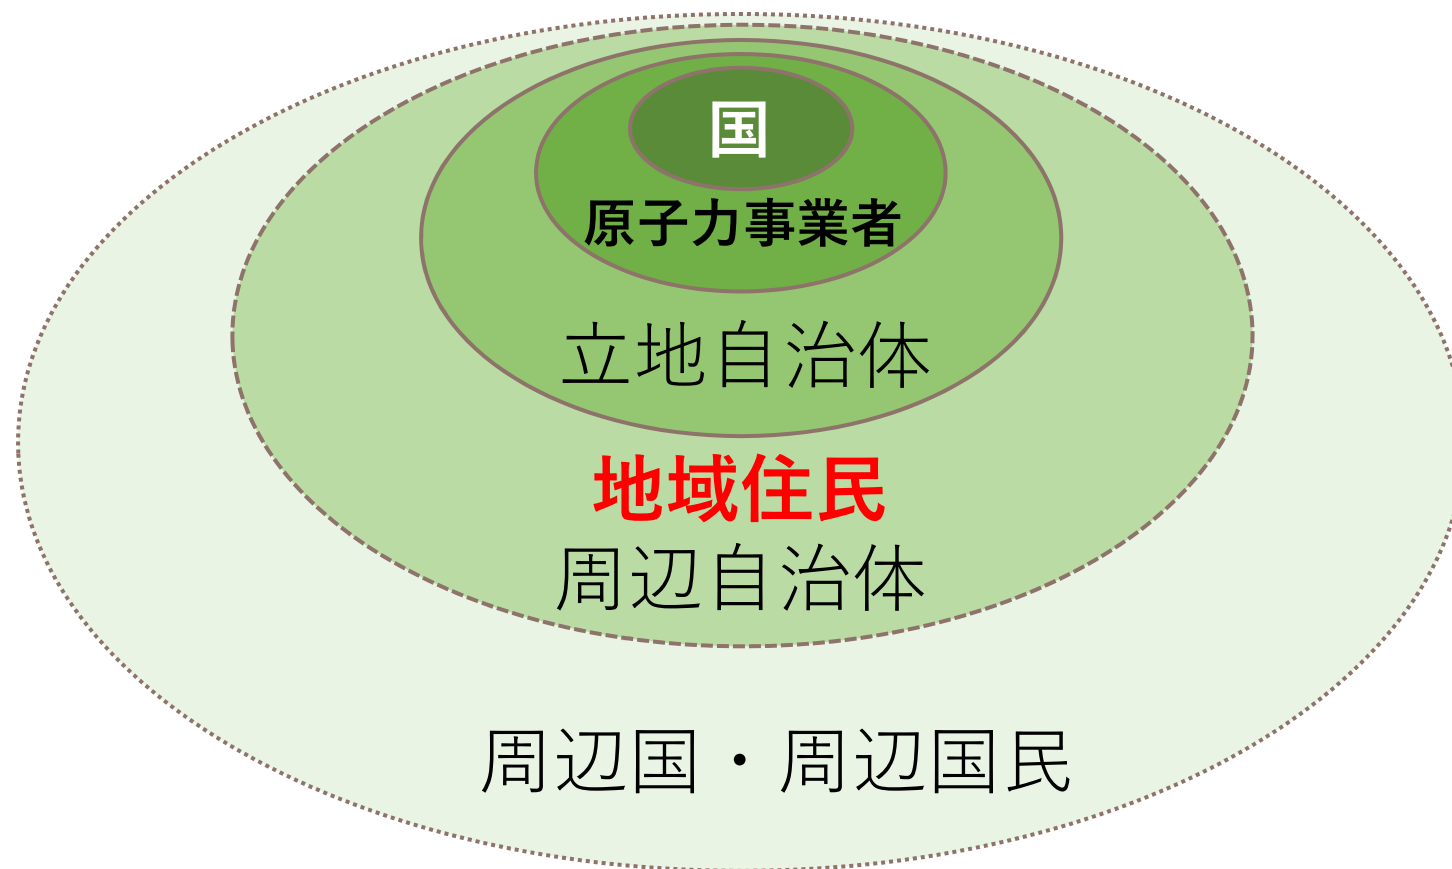 国
原子力事業者
立地自治体
地域住民
周辺自治体
周辺国・周辺国民